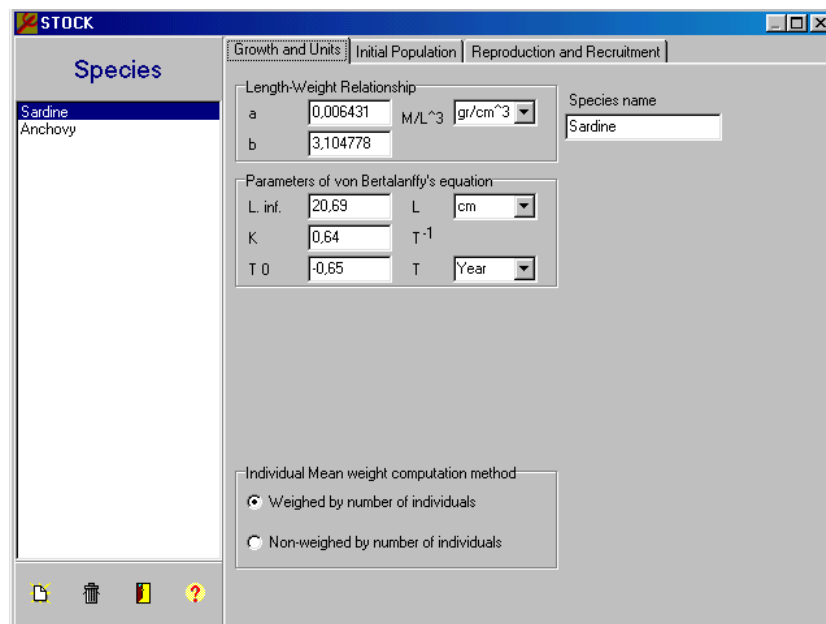 STOCK
Species
Sardine
Anchovy
Growth and Units
Initial Population
Reproduction and Recruitment
Length-Weight Relationship
a 0,006431 M/L^3 gr/cm^3
b 3,104778
Species name
Sardine
Parameters of von Bertalanffy's equation
L. inf. 20,69 L cm
K 0,64 T-1
T 0 -0,65 T Year
Individual Mean weight computation method
Weighed by number of individuals
Non-weighed by number of individuals
?